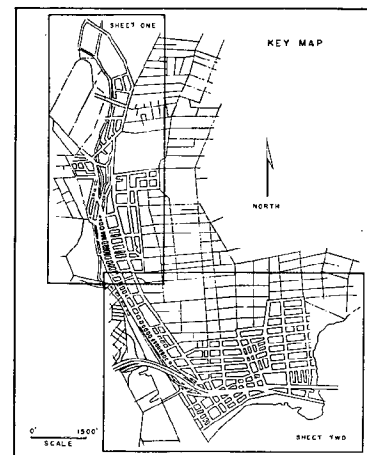 SHEET ONE
KEY MAP
NORTH
0' 1500'
SCALE
SHEET TWO